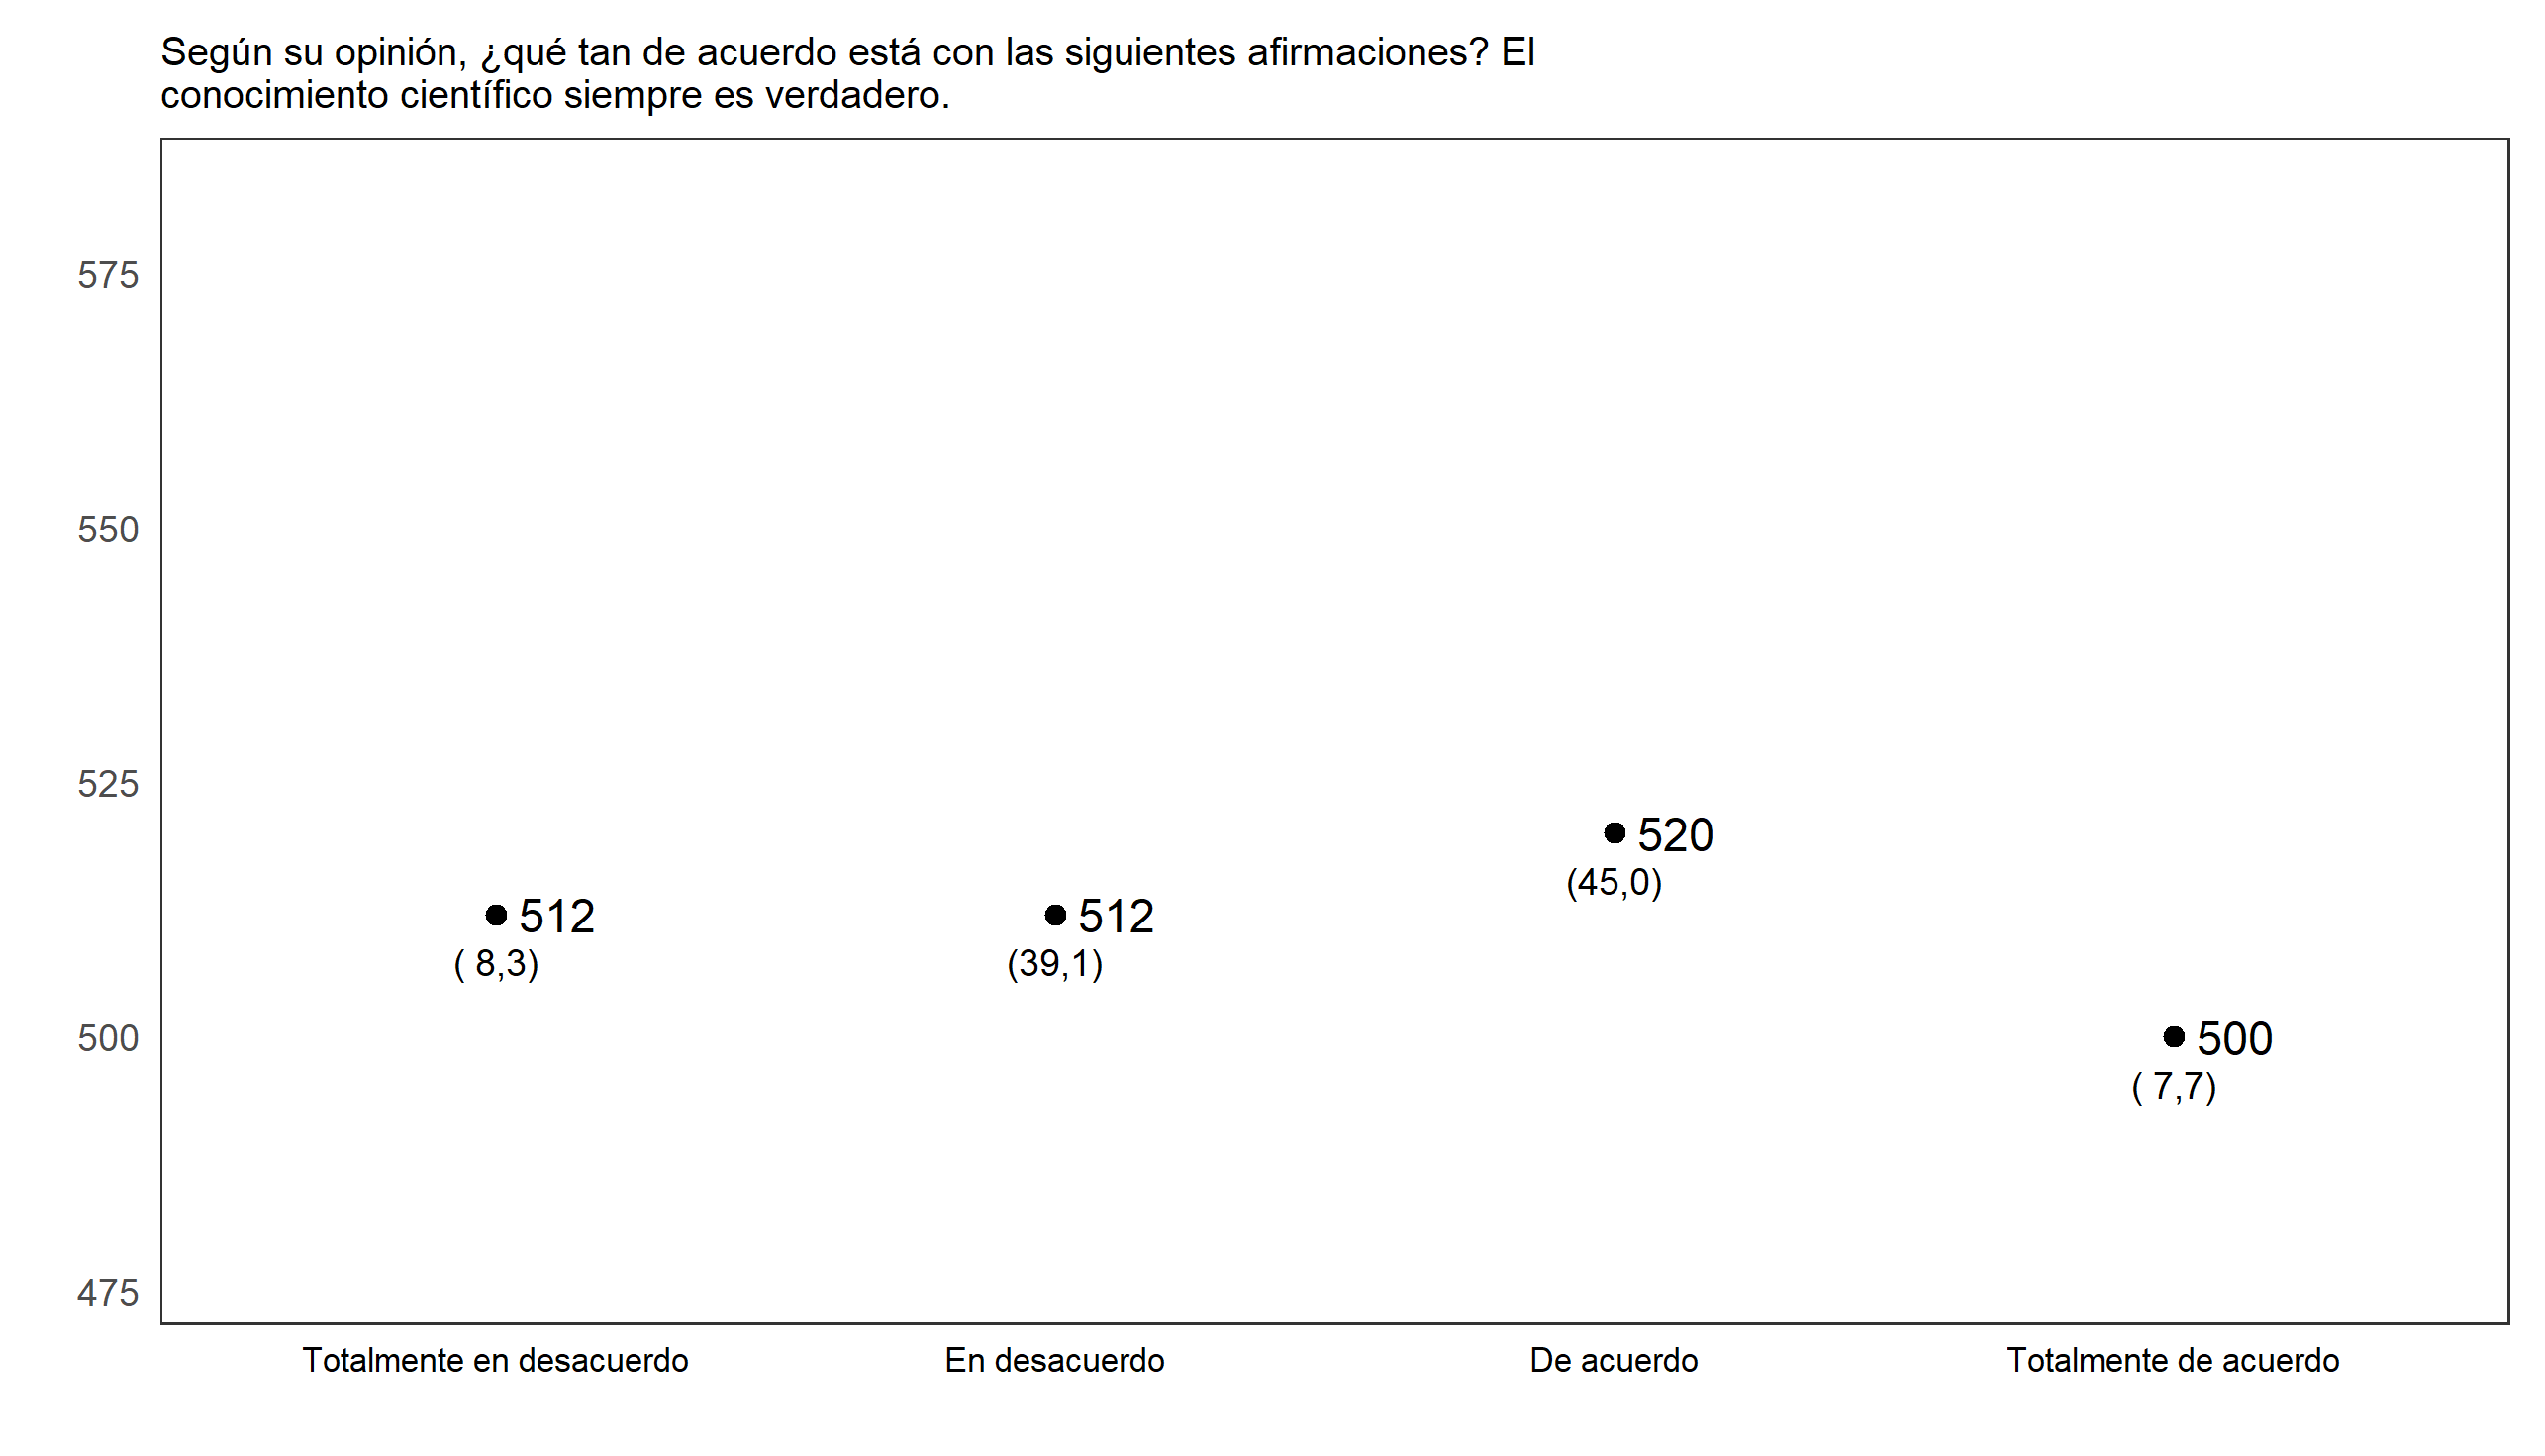 Según su opinión, ¿qué tan de acuerdo está con las siguientes afirmaciones? El
conocimiento científico siempre es verdadero.
575
550
525
500
475
512
( 8,3)
512
(39,1)
520
(45,0)
500
( 7,7)
Totalmente en desacuerdo
En desacuerdo
De acuerdo
Totalmente de acuerdo